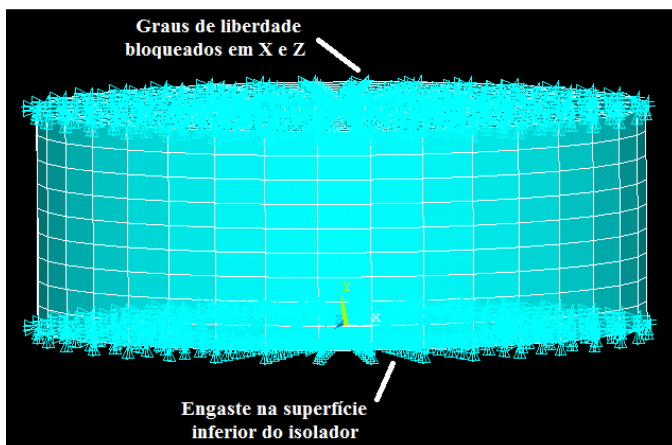 Graus de liberdade
bloqueados em X e Z
Y
X
Engaste na superfície
inferior do isolador